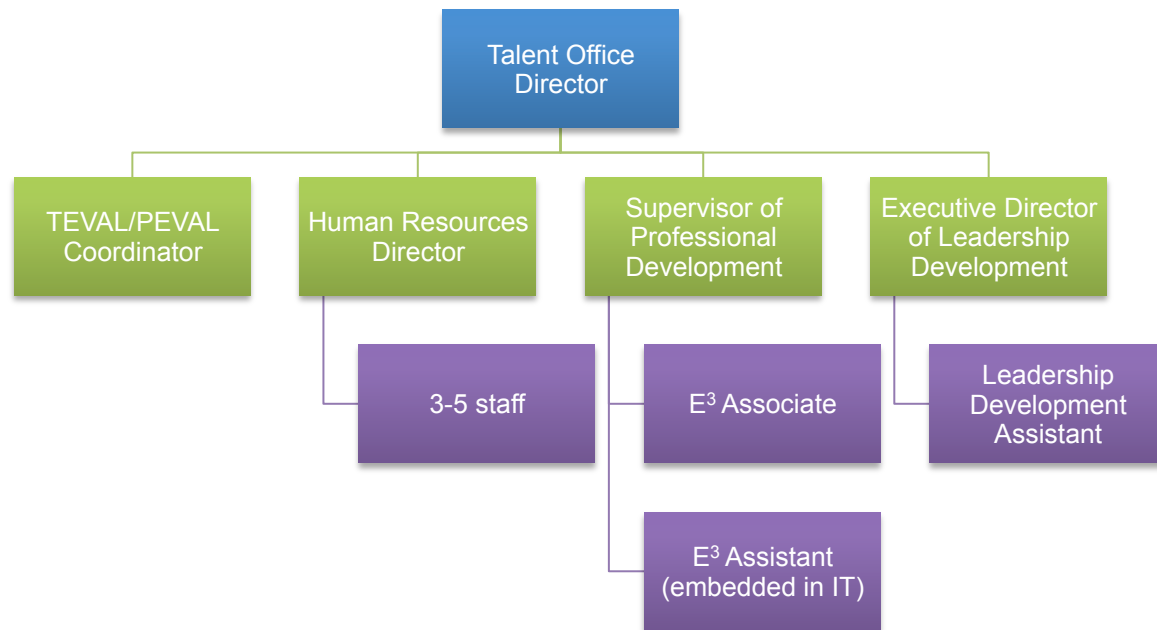 Talent Office
Director
TEVAL/PEVAL
Coordinator
Human Resources
Director
Supervisor of
Professional
Development
Executive Director
of Leadership
Development
3-5 staff
E³ Associate
Leadership
Development
Assistant
E³ Assistant
(embedded in IT)